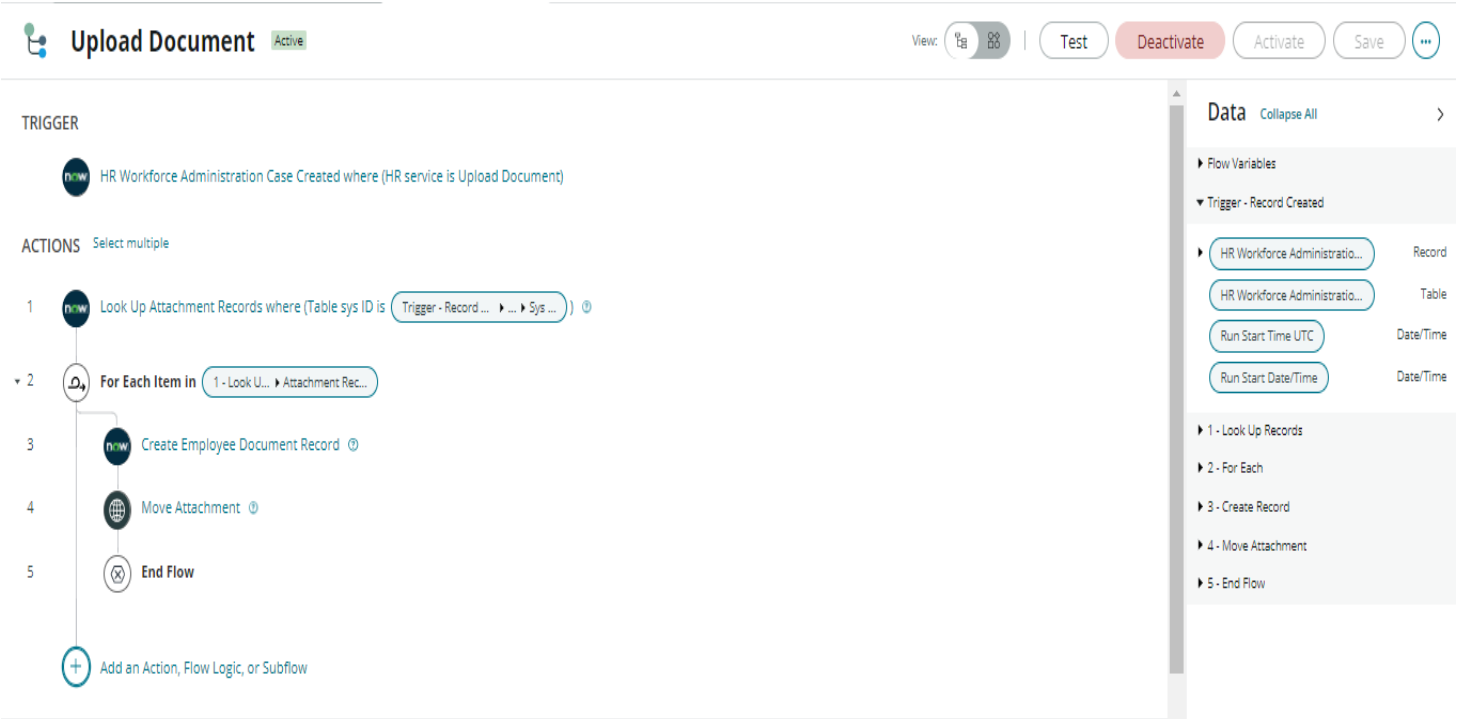 Upload Document Active
View: Test Deactivate Activate Save ...
TRIGGER
now HR Workforce Administration Case Created where (HR service is Upload Document)
ACTIONS Select multiple
1 now Look Up Attachment Records where (Table sys ID is Trigger - Record ... ▸ ... ▸ Sys ... )
2 For Each Item in 1 - Look U... ▸ Attachment Rec...
3 now Create Employee Document Record
4 Move Attachment
5 End Flow
+ Add an Action, Flow Logic, or Subflow
Data Collapse All
Flow Variables
Trigger - Record Created
HR Workforce Administratio... Record
HR Workforce Administratio... Table
Run Start Time UTC Date/Time
Run Start Date/Time Date/Time
1 - Look Up Records
2 - For Each
3 - Create Record
4 - Move Attachment
5 - End Flow